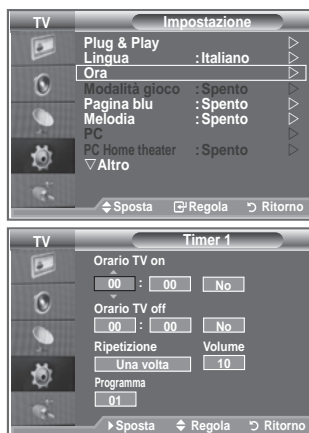 TV Impostazione
Plug & Play
Lingua : Italiano
Ora
Modalità gioco : Spento
Pagina blu : Spento
Melodia : Spento
PC
PC Home theater : Spento
▽Altro
Sposta Regola Ritorno
TV Timer 1
Orario TV on
00 : 00 No
Orario TV off
00 : 00 No
Ripetizione Volume
Una volta 10
Programma
01
Sposta Regola Ritorno